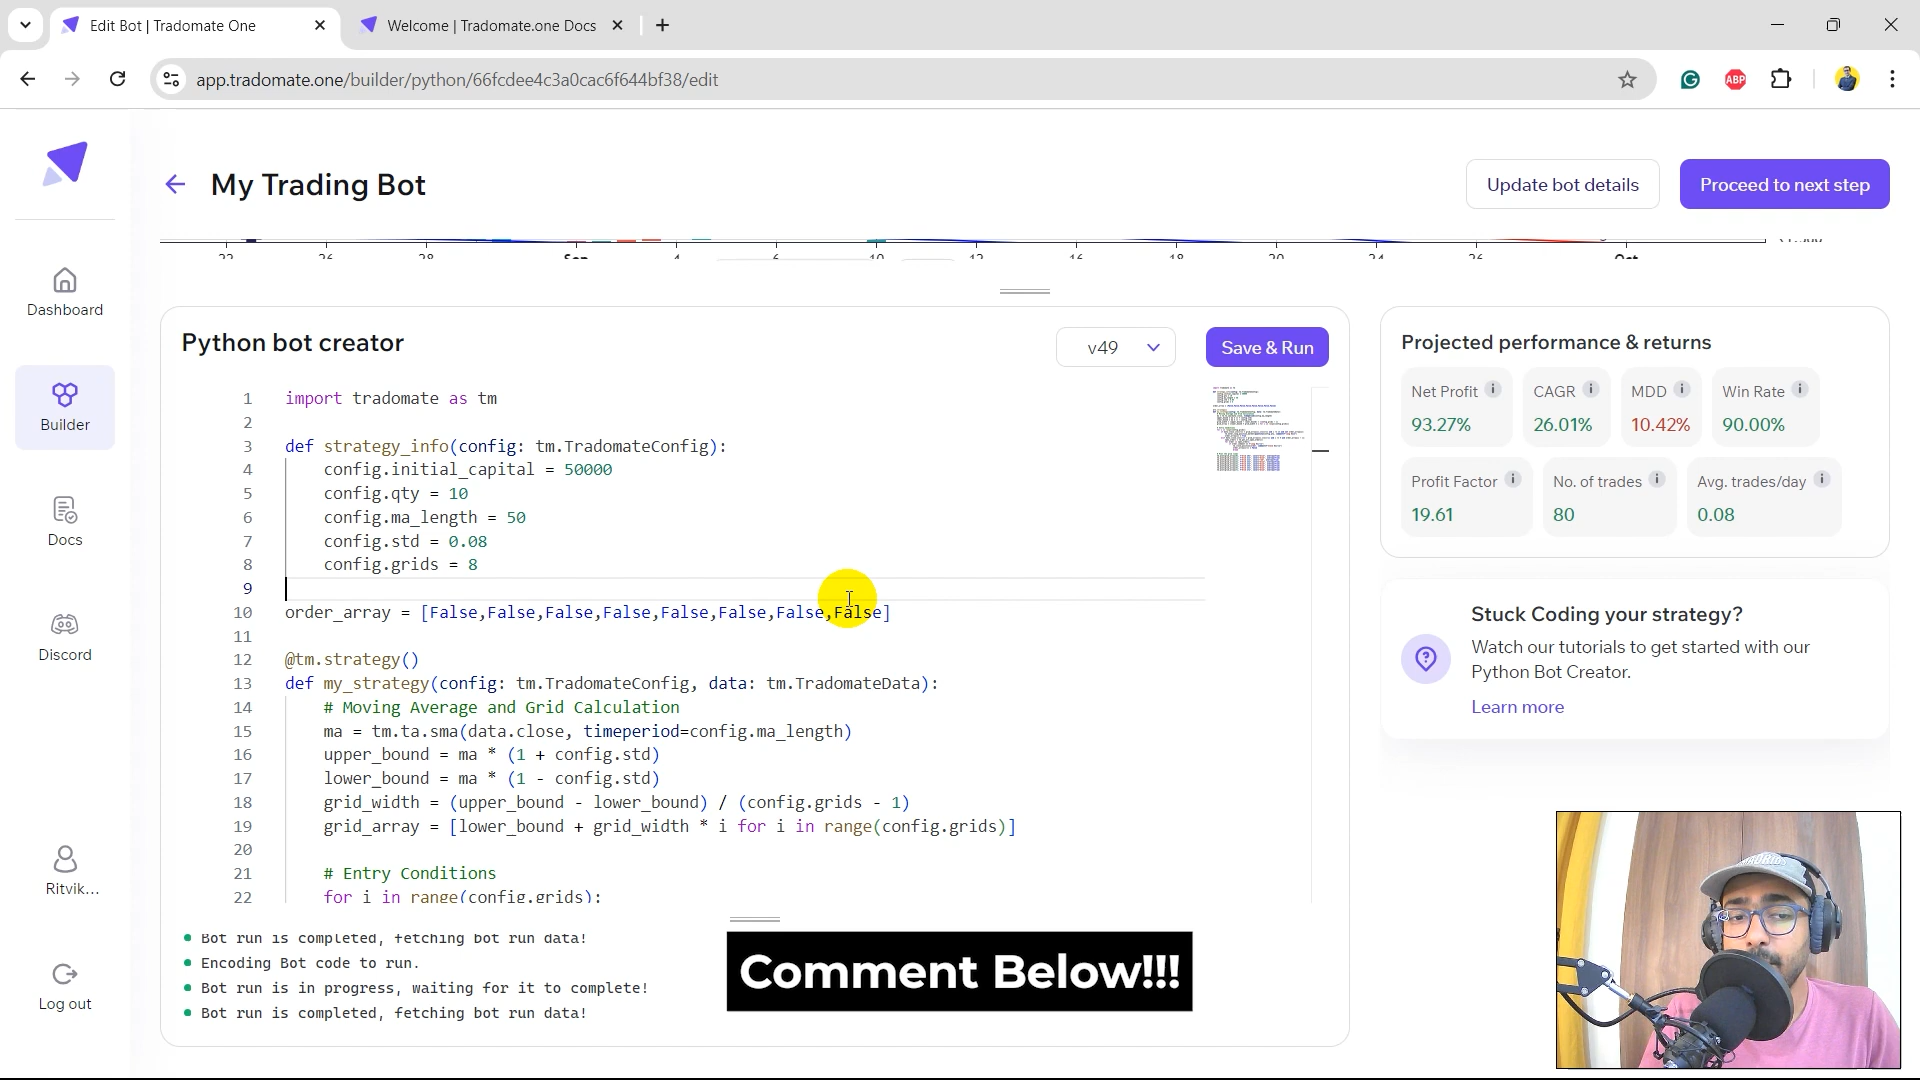 Edit Bot | Tradomate One
Welcome | Tradomate.one Docs
app.tradomate.one/builder/python/66fcdee4c3a0cac6f644bf38/edit
ABP
My Trading Bot
Update bot details
Proceed to next step
Dashboard
Builder
Docs
Discord
Ritvik...
Log out
Python bot creator
v49
Save & Run
1 import tradomate as tm
2
3 def strategy_info(config: tm.TradomateConfig):
4 config.initial_capital = 50000
5 config.qty = 10
6 config.ma_length = 50
7 config.std = 0.08
8 config.grids = 8
9
10 order_array = [False,False,False,False,False,False,False,False]
11
12 @tm.strategy()
13 def my_strategy(config: tm.TradomateConfig, data: tm.TradomateData):
14 # Moving Average and Grid Calculation
15 ma = tm.ta.sma(data.close, timeperiod=config.ma_length)
16 upper_bound = ma * (1 + config.std)
17 lower_bound = ma * (1 - config.std)
18 grid_width = (upper_bound - lower_bound) / (config.grids - 1)
19 grid_array = [lower_bound + grid_width * i for i in range(config.grids)]
20
21 # Entry Conditions
22 for i in range(config.grids):
Bot run is completed, fetching bot run data!
Encoding Bot code to run.
Bot run is in progress, waiting for it to complete!
Bot run is completed, fetching bot run data!
Comment Below!!!
Projected performance & returns
Net Profit
93.27%
CAGR
26.01%
MDD
10.42%
Win Rate
90.00%
Profit Factor
19.61
No. of trades
80
Avg. trades/day
0.08
Stuck Coding your strategy?
Watch our tutorials to get started with our
Python Bot Creator.
Learn more